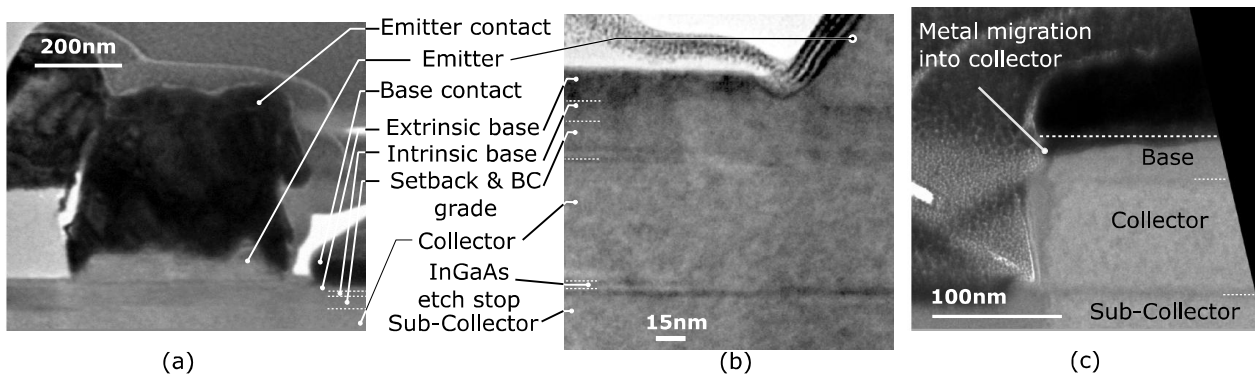 200nm
Emitter contact
Emitter
Base contact
Extrinsic base
Intrinsic base
Setback & BC
grade
Collector
InGaAs
etch stop
Sub-Collector
15nm
Metal migration
into collector
Base
Collector
100nm
Sub-Collector
(a)
(b)
(c)